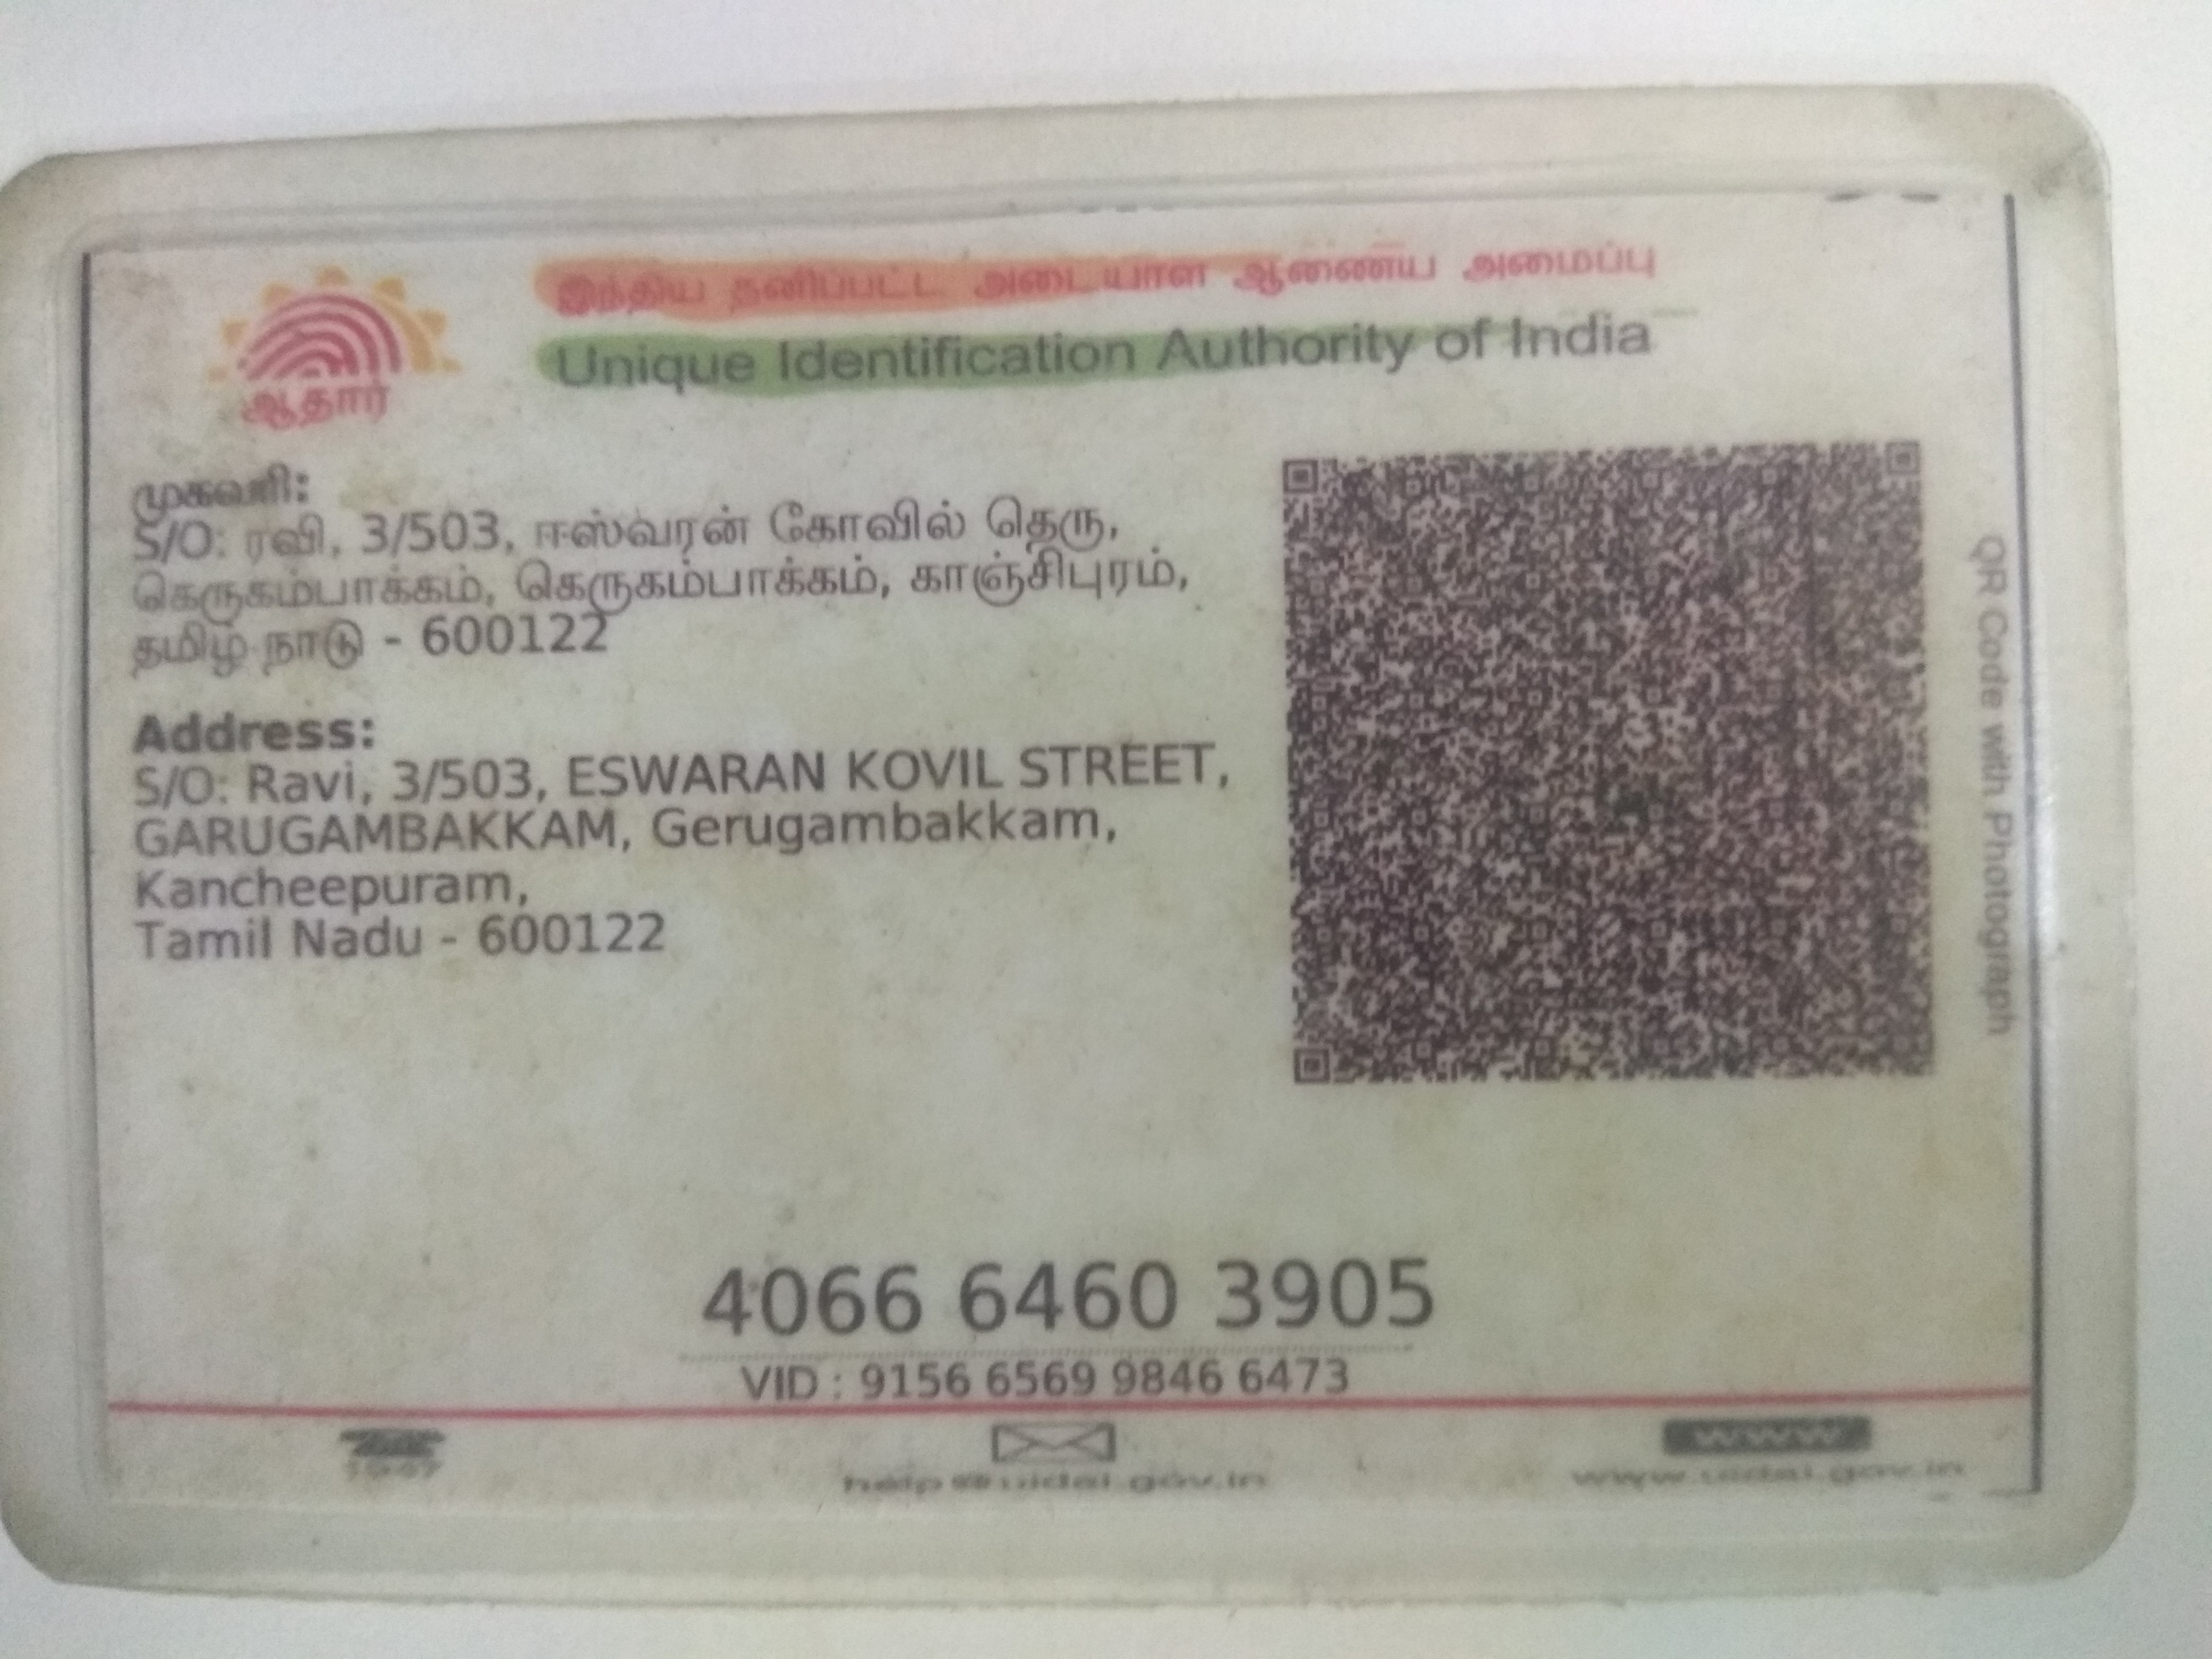 இந்திய தனிப்பட்ட அடையாள ஆணைய அமைப்பு
Unique Identification Authority of India
ஆதார்
முகவரி:
S/O: ரவி, 3/503, ஈஸ்வரன் கோவில் தெரு,
கெருகம்பாக்கம், கெருகம்பாக்கம், காஞ்சிபுரம்,
தமிழ் நாடு - 600122
Address:
S/O: Ravi, 3/503, ESWARAN KOVIL STREET,
GARUGAMBAKKAM, Gerugambakkam,
Kancheepuram,
Tamil Nadu - 600122
QR Code with Photograph
4066 6460 3905
VID : 9156 6569 9846 6473
www
help@uidai.gov.in
www.uidai.gov.in